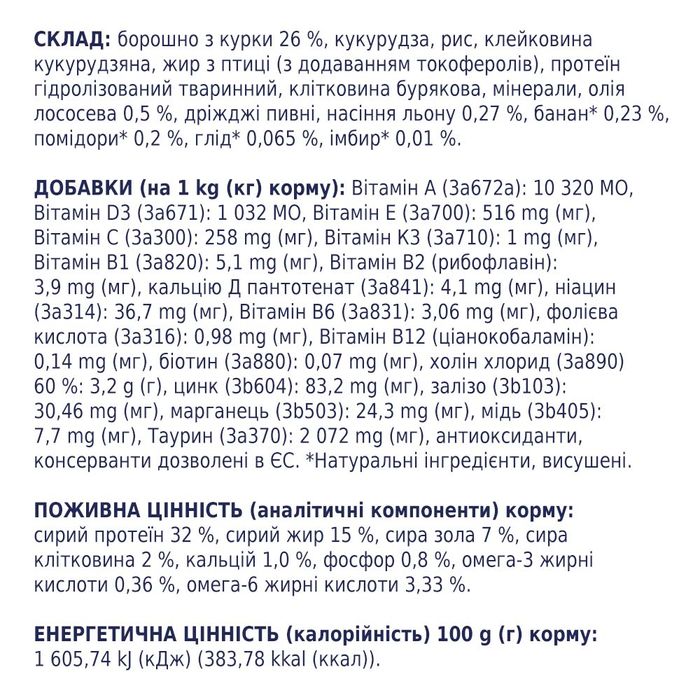 СКЛАД: борошно з курки 26 %, кукурудза, рис, клейковина
кукурудзяна, жир з птиці (з додаванням токоферолів), протеїн
гідролізований тваринний, клітковина бурякова, мінерали, олія
лососева 0,5 %, дріжджі пивні, насіння льону 0,27 %, банан* 0,23 %,
помідори* 0,2 %, глід* 0,065 %, імбир* 0,01 %.
ДОБАВКИ (на 1 kg (кг) корму): Вітамін А (3а672а): 10 320 МО,
Вітамін D3 (3а671): 1 032 МО, Вітамін Е (3а700): 516 mg (мг),
Вітамін С (3а300): 258 mg (мг), Вітамін К3 (3а710): 1 mg (мг),
Вітамін В1 (3а820): 5,1 mg (мг), Вітамін В2 (рибофлавін):
3,9 mg (мг), кальцію Д пантотенат (3а841): 4,1 mg (мг), ніацин
(3а314): 36,7 mg (мг), Вітамін В6 (3а831): 3,06 mg (мг), фолієва
кислота (3а316): 0,98 mg (мг), Вітамін В12 (ціанокобаламін):
0,14 mg (мг), біотин (3а880): 0,07 mg (мг), холін хлорид (3а890)
60 %: 3,2 g (г), цинк (3b604): 83,2 mg (мг), залізо (3b103):
30,46 mg (мг), марганець (3b503): 24,3 mg (мг), мідь (3b405):
7,7 mg (мг), Таурин (3а370): 2 072 mg (мг), антиоксиданти,
консерванти дозволені в ЄС. *Натуральні інгредієнти, висушені.
ПОЖИВНА ЦІННІСТЬ (аналітичні компоненти) корму:
сирий протеїн 32 %, сирий жир 15 %, сира зола 7 %, сира
клітковина 2 %, кальцій 1,0 %, фосфор 0,8 %, омега-3 жирні
кислоти 0,36 %, омега-6 жирні кислоти 3,33 %.
ЕНЕРГЕТИЧНА ЦІННІСТЬ (калорійність) 100 g (г) корму:
1 605,74 kJ (кДж) (383,78 kkal (ккал)).